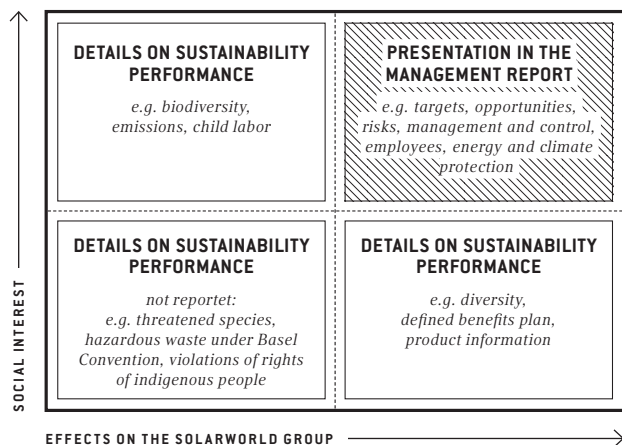 DETAILS ON SUSTAINABILITY
PERFORMANCE
e.g. biodiversity,
emissions, child labor
PRESENTATION IN THE
MANAGEMENT REPORT
e.g. targets, opportunities,
risks, management and control,
employees, energy and climate
protection
DETAILS ON SUSTAINABILITY
PERFORMANCE
not reportet:
e.g. threatened species,
hazardous waste under Basel
Convention, violations of rights
of indigenous people
DETAILS ON SUSTAINABILITY
PERFORMANCE
e.g. diversity,
defined benefits plan,
product information
SOCIAL INTEREST
EFFECTS ON THE SOLARWORLD GROUP